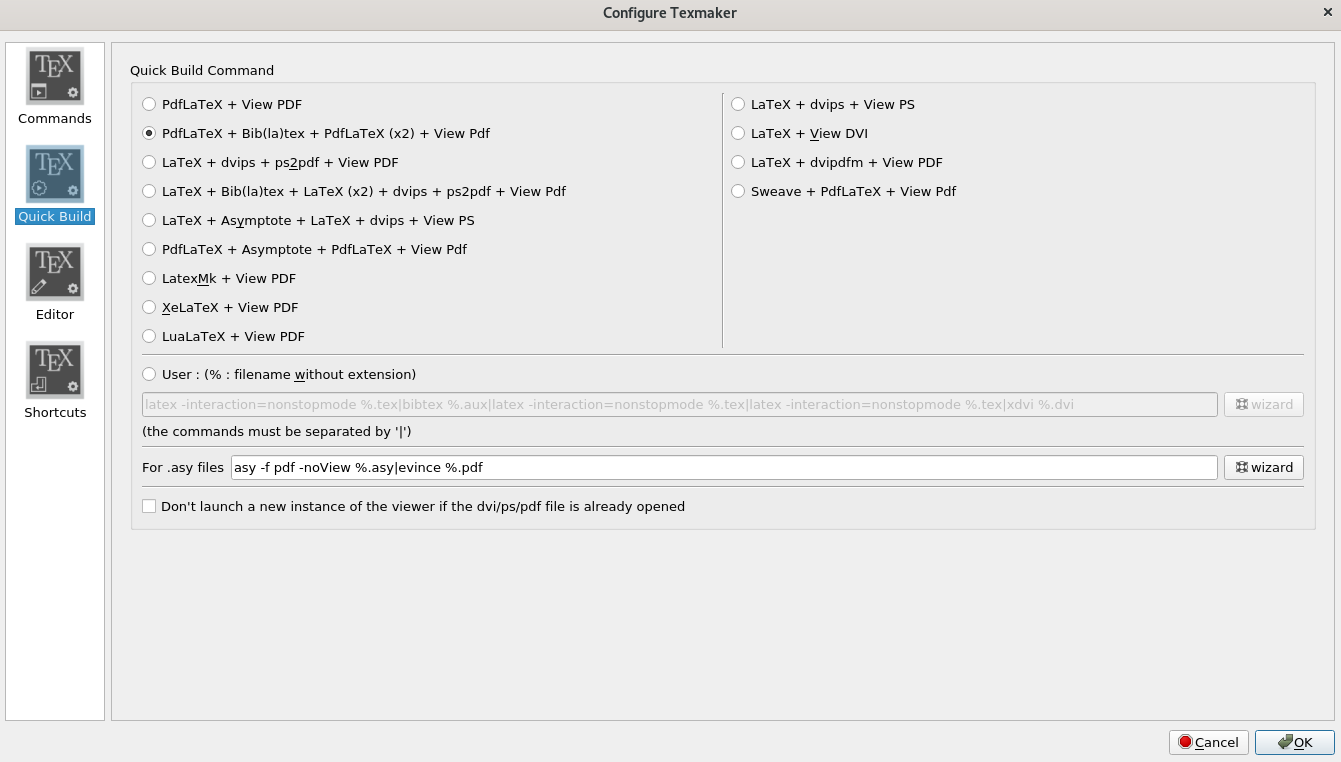 Configure Texmaker
TEX
Commands
TEX
Quick Build
TEX
Editor
TEX
Shortcuts
Quick Build Command
PdfLaTeX + View PDF
PdfLaTeX + Bib(la)tex + PdfLaTeX (x2) + View Pdf
LaTeX + dvips + ps2pdf + View PDF
LaTeX + Bib(la)tex + LaTeX (x2) + dvips + ps2pdf + View Pdf
LaTeX + Asymptote + LaTeX + dvips + View PS
PdfLaTeX + Asymptote + PdfLaTeX + View Pdf
LatexMk + View PDF
XeLaTeX + View PDF
LuaLaTeX + View PDF
LaTeX + dvips + View PS
LaTeX + View DVI
LaTeX + dvipdfm + View PDF
Sweave + PdfLaTeX + View Pdf
User : (% : filename without extension)
latex -interaction=nonstopmode %.tex|bibtex %.aux|latex -interaction=nonstopmode %.tex|latex -interaction=nonstopmode %.tex|xdvi %.dvi
wizard
(the commands must be separated by '|')
For .asy files
asy -f pdf -noView %.asy|evince %.pdf
wizard
Don't launch a new instance of the viewer if the dvi/ps/pdf file is already opened
Cancel
OK